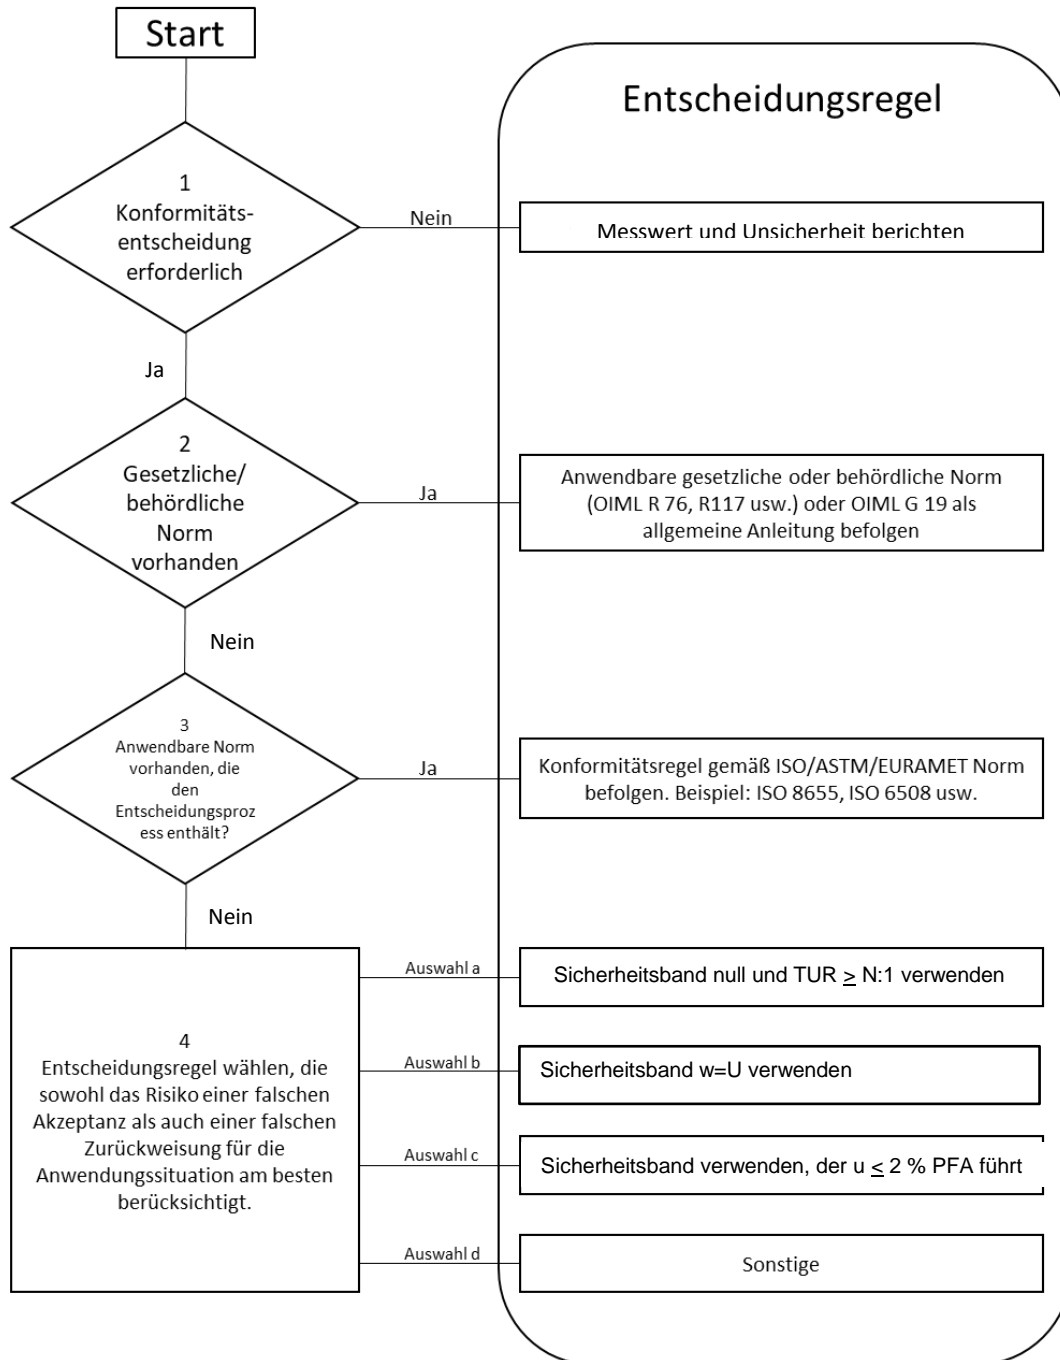 Start
Entscheidungsregel
1
Konformitäts-
entscheidung
erforderlich
Nein
Messwert und Unsicherheit berichten
Ja
2
Gesetzliche/
behördliche
Norm
vorhanden
Ja
Anwendbare gesetzliche oder behördliche Norm
(OIML R 76, R117 usw.) oder OIML G 19 als
allgemeine Anleitung befolgen
Nein
3
Anwendbare Norm
vorhanden, die
den
Entscheidungsproz
ess enthält?
Ja
Konformitätsregel gemäß ISO/ASTM/EURAMET Norm
befolgen. Beispiel: ISO 8655, ISO 6508 usw.
Nein
4
Entscheidungsregel wählen, die
sowohl das Risiko einer falschen
Akzeptanz als auch einer falschen
Zurückweisung für die
Anwendungssituation am besten
berücksichtigt.
Auswahl a
Sicherheitsband null und TUR ≥ N:1 verwenden
Auswahl b
Sicherheitsband w=U verwenden
Auswahl c
Sicherheitsband verwenden, der u ≤ 2 % PFA führt
Auswahl d
Sonstige